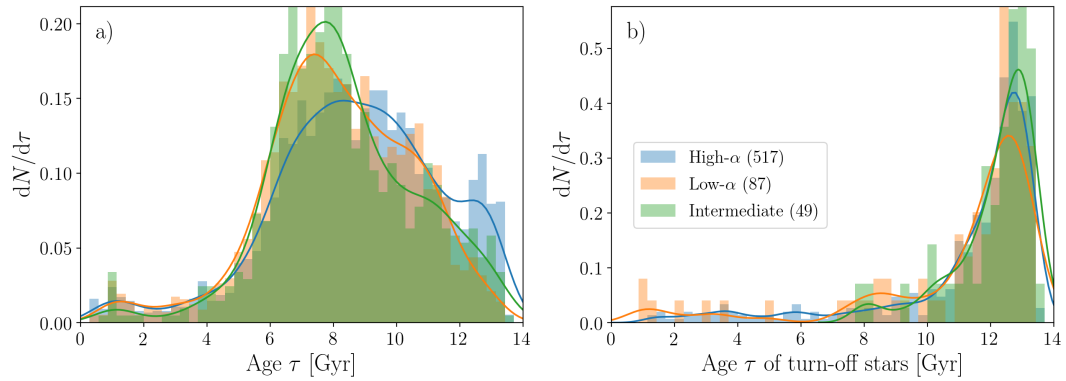 a)
dN/dτ
0.20
0.15
0.10
0.05
0.00
0 2 4 6 8 10 12 14
Age τ [Gyr]
b)
dN/dτ
0.5
0.4
0.3
0.2
0.1
0.0
High-α (517)
Low-α (87)
Intermediate (49)
0 2 4 6 8 10 12 14
Age τ of turn-off stars [Gyr]